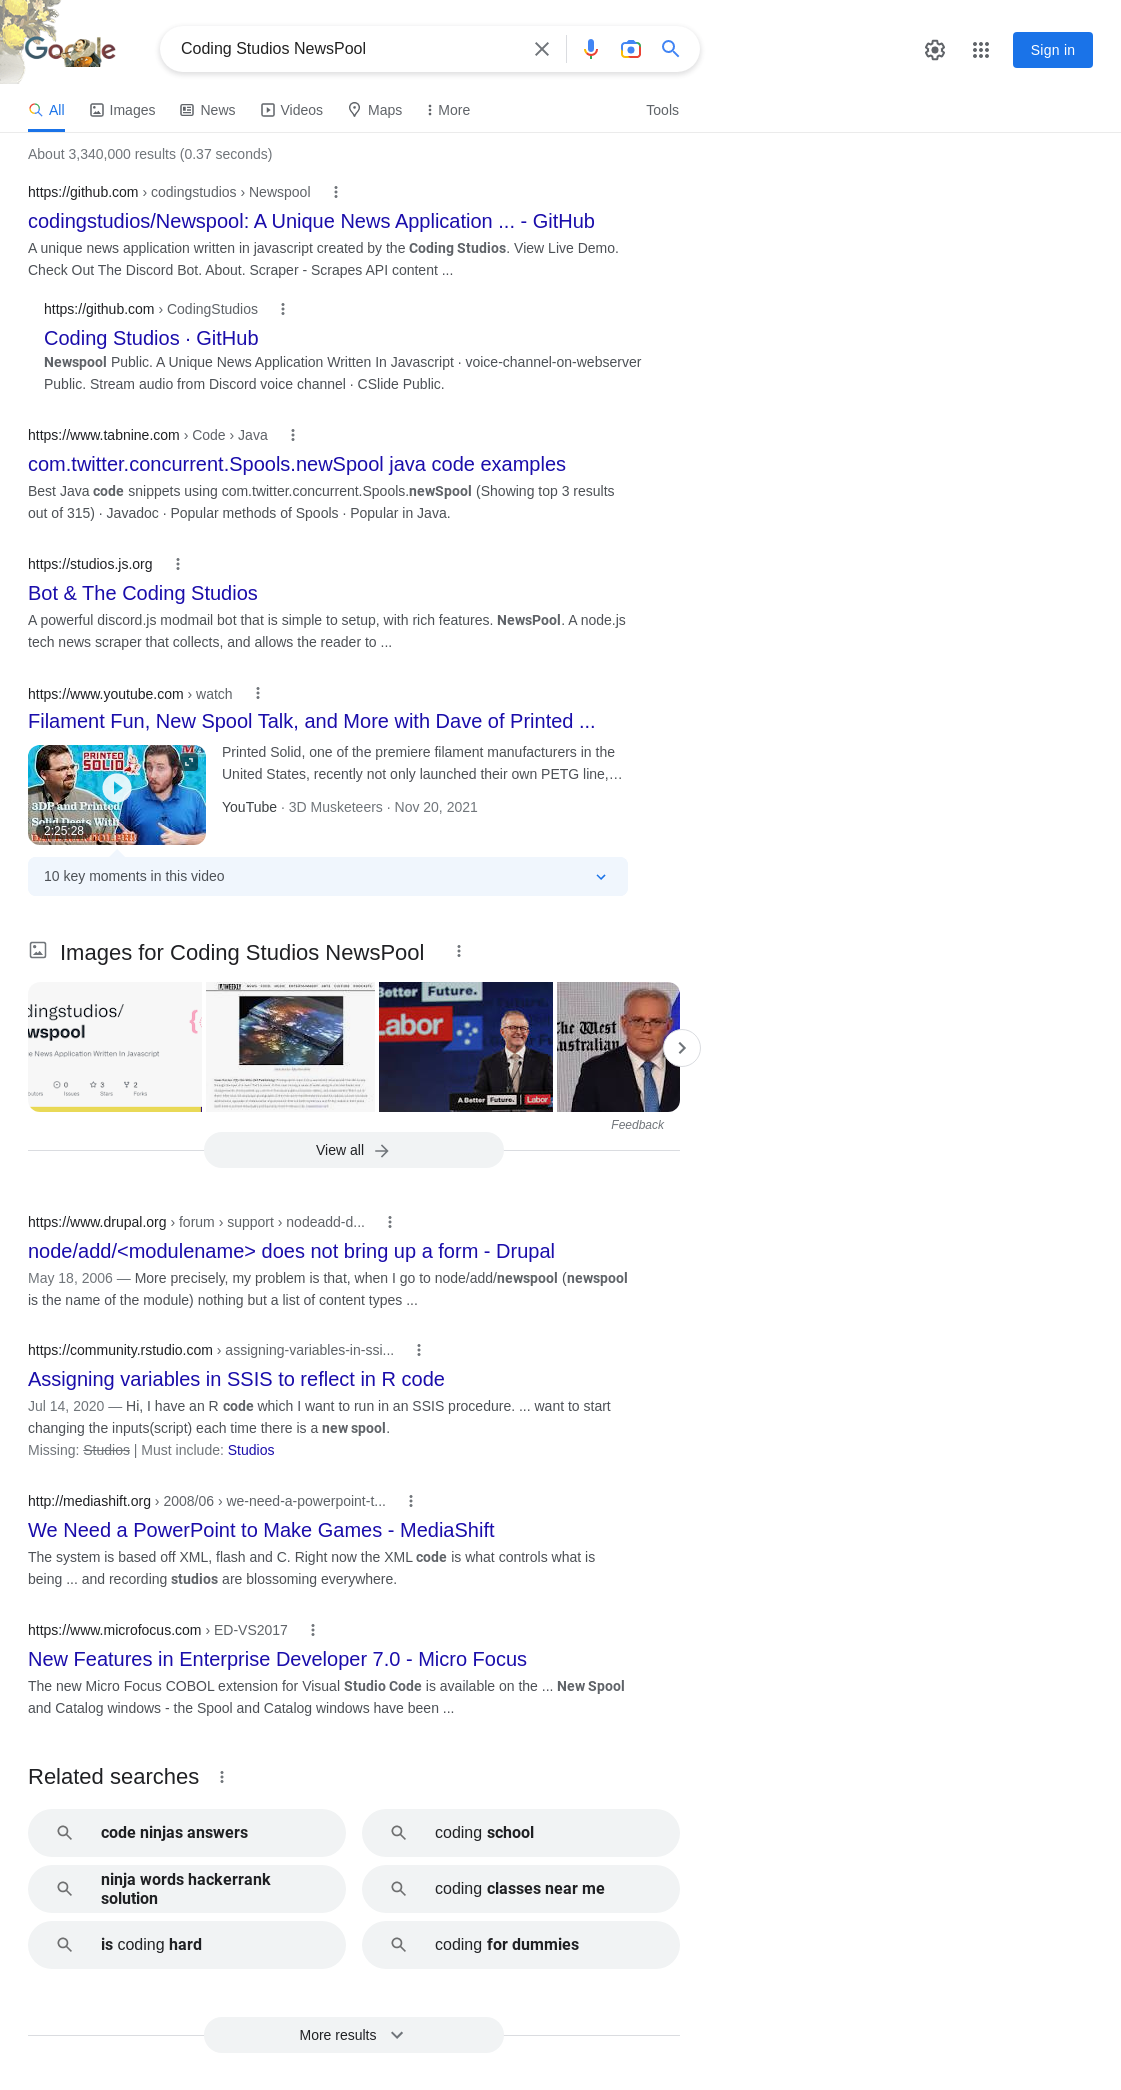 Google
Coding Studios NewsPool
Sign in
All
Images
News
Videos
Maps
More
Tools
About 3,340,000 results (0.37 seconds)
https://github.com › codingstudios › Newspool
codingstudios/Newspool: A Unique News Application ... - GitHub
A unique news application written in javascript created by the Coding Studios. View Live Demo.
Check Out The Discord Bot. About. Scraper - Scrapes API content ...
https://github.com › CodingStudios
Coding Studios · GitHub
Newspool Public. A Unique News Application Written In Javascript · voice-channel-on-webserver
Public. Stream audio from Discord voice channel · CSlide Public.
https://www.tabnine.com › Code › Java
com.twitter.concurrent.Spools.newSpool java code examples
Best Java code snippets using com.twitter.concurrent.Spools.newSpool (Showing top 3 results
out of 315) · Javadoc · Popular methods of Spools · Popular in Java.
https://studios.js.org
Bot & The Coding Studios
A powerful discord.js modmail bot that is simple to setup, with rich features. NewsPool. A node.js
tech news scraper that collects, and allows the reader to ...
https://www.youtube.com › watch
Filament Fun, New Spool Talk, and More with Dave of Printed ...
PRINTED
SOLID
3DP and Printed
Solid Deets With
2:25:28
Printed Solid, one of the premiere filament manufacturers in the
United States, recently not only launched their own PETG line,…
YouTube · 3D Musketeers · Nov 20, 2021
10 key moments in this video
Images for Coding Studios NewsPool
dingstudios/
wspool
e News Application Written In Javascript
0
3
2
Issues
Stars
Forks
Better Future.
Labor
A Better Future. Labor
The West
Australian
Feedback
View all
https://www.drupal.org › forum › support › nodeadd-d...
node/add/<modulename> does not bring up a form - Drupal
May 18, 2006 — More precisely, my problem is that, when I go to node/add/newspool (newspool
is the name of the module) nothing but a list of content types ...
https://community.rstudio.com › assigning-variables-in-ssi...
Assigning variables in SSIS to reflect in R code
Jul 14, 2020 — Hi, I have an R code which I want to run in an SSIS procedure. ... want to start
changing the inputs(script) each time there is a new spool.
Missing: Studios | Must include: Studios
http://mediashift.org › 2008/06 › we-need-a-powerpoint-t...
We Need a PowerPoint to Make Games - MediaShift
The system is based off XML, flash and C. Right now the XML code is what controls what is
being ... and recording studios are blossoming everywhere.
https://www.microfocus.com › ED-VS2017
New Features in Enterprise Developer 7.0 - Micro Focus
The new Micro Focus COBOL extension for Visual Studio Code is available on the ... New Spool
and Catalog windows - the Spool and Catalog windows have been ...
Related searches
code ninjas answers
coding school
ninja words hackerrank
solution
coding classes near me
is coding hard
coding for dummies
More results